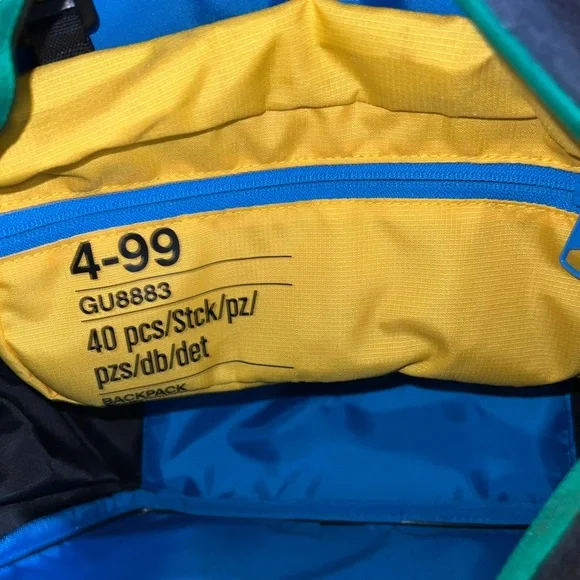 4-99
GU8883
40 pcs/Stck/pz/
pzs/db/det
BACKPACK